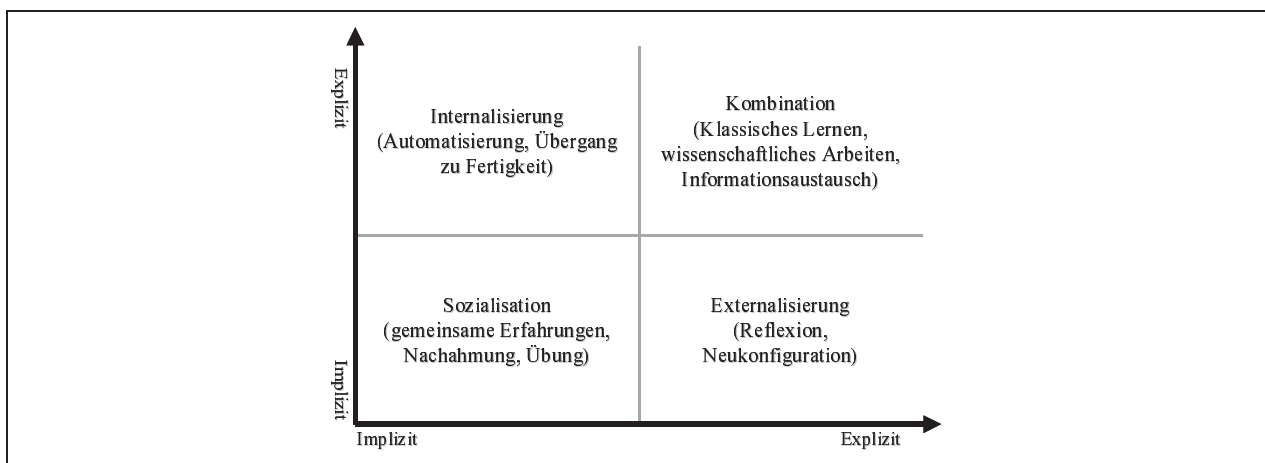 Explizit
Internalisierung
(Automatisierung, Übergang
zu Fertigkeit)
Kombination
(Klassisches Lernen,
wissenschaftliches Arbeiten,
Informationsaustausch)
Sozialisation
(gemeinsame Erfahrungen,
Nachahmung, Übung)
Externalisierung
(Reflexion,
Neukonfiguration)
Implizit
Implizit
Explizit